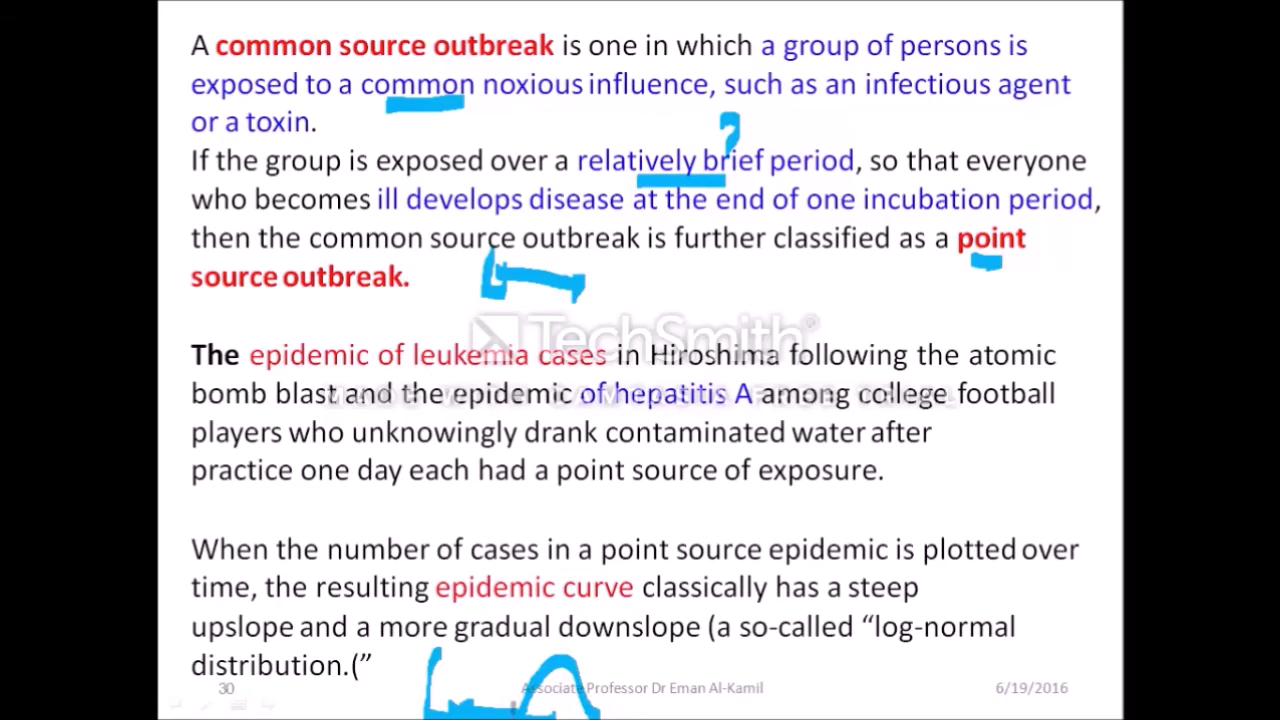 A common source outbreak is one in which a group of persons is
exposed to a common noxious influence, such as an infectious agent
or a toxin.
?
If the group is exposed over a relatively brief period, so that everyone
who becomes ill develops disease at the end of one incubation period,
then the common source outbreak is further classified as a point
source outbreak.
TechSmith®
The epidemic of leukemia cases in Hiroshima following the atomic
bomb blast and the epidemic of hepatitis A among college football
players who unknowingly drank contaminated water after
practice one day each had a point source of exposure.
When the number of cases in a point source epidemic is plotted over
time, the resulting epidemic curve classically has a steep
upslope and a more gradual downslope (a so-called “log-normal
distribution.(”
30 Associate Professor Dr Eman Al-Kamil 6/19/2016